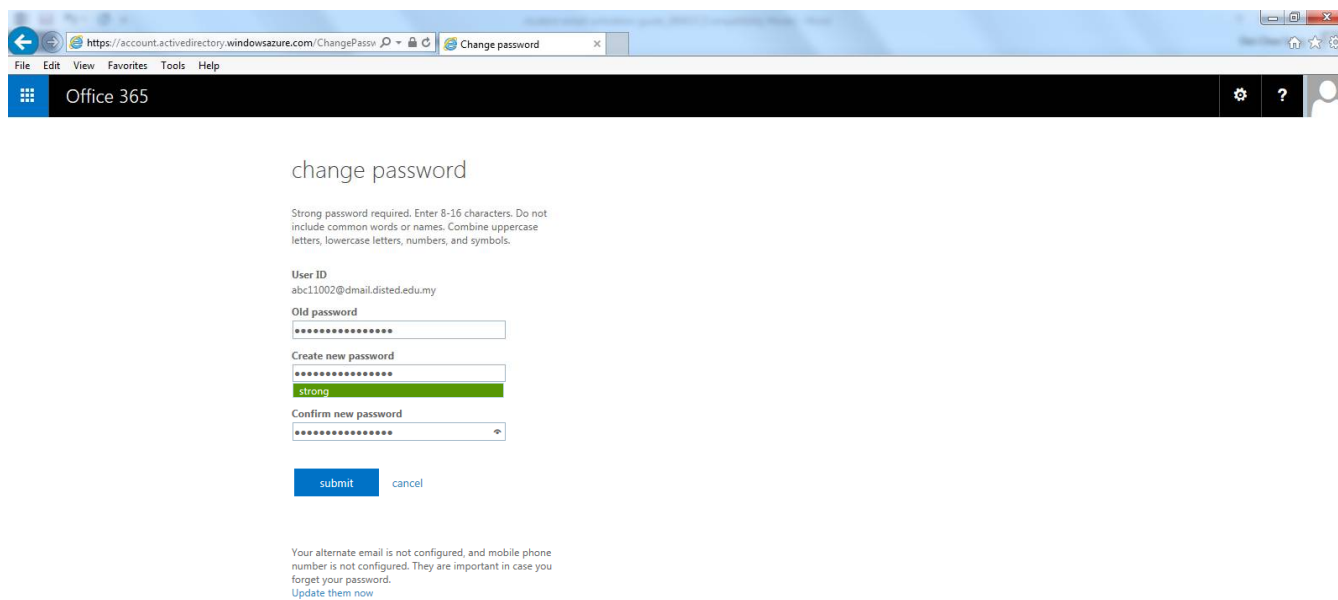 https://account.activedirectory.windowsazure.com/ChangePassw
Change password
File Edit View Favorites Tools Help
Office 365
?
change password
Strong password required. Enter 8-16 characters. Do not
include common words or names. Combine uppercase
letters, lowercase letters, numbers, and symbols.
User ID
abc11002@dmail.disted.edu.my
Old password
••••••••••••••••
Create new password
••••••••••••••••
strong
Confirm new password
••••••••••••••••
submit cancel
Your alternate email is not configured, and mobile phone
number is not configured. They are important in case you
forget your password.
Update them now